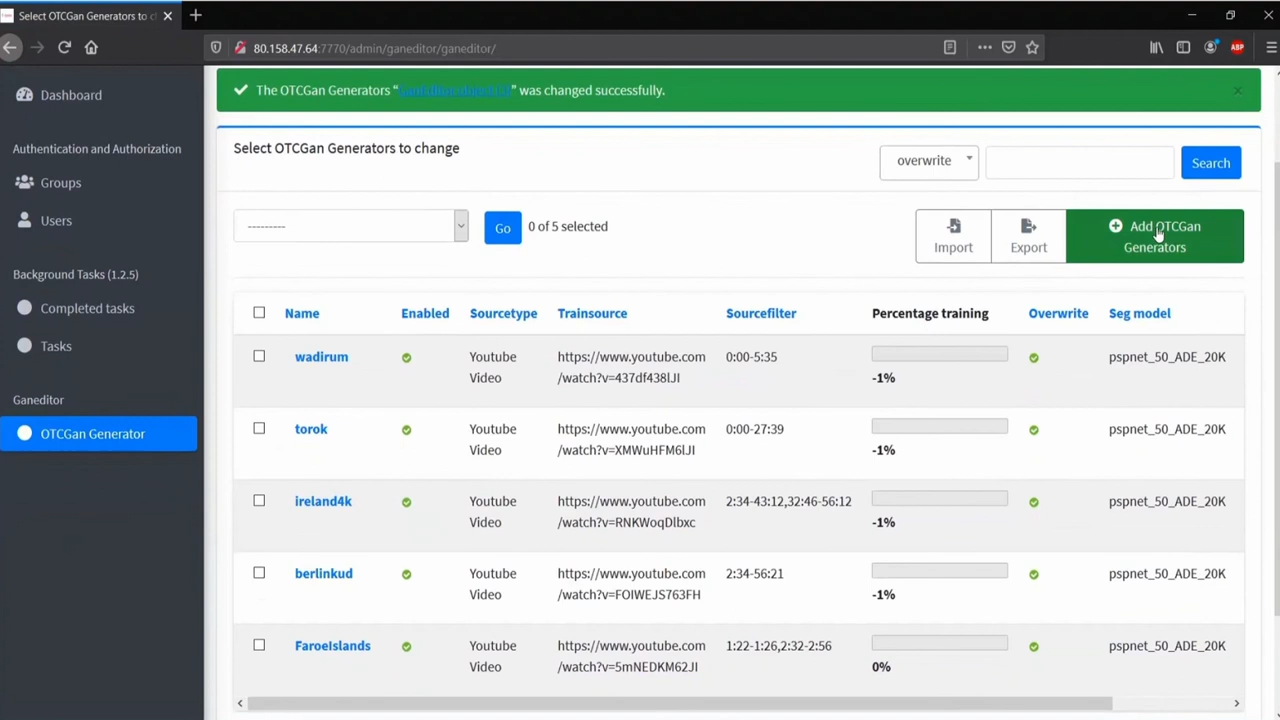 Select OTCGan Generators to c
80.158.47.64:7770/admin/ganeditor/ganeditor/
ABP
Dashboard
Authentication and Authorization
Groups
Users
Background Tasks (1.2.5)
Completed tasks
Tasks
Ganeditor
OTCGan Generator
The OTCGan Generators “ ” was changed successfully.
Select OTCGan Generators to change
overwrite
Search
---------
Go
0 of 5 selected
Import
Export
Add OTCGan
Generators
Name Enabled Sourcetype Trainsource Sourcefilter Percentage training Overwrite Seg model
wadirum Youtube https://www.youtube.com 0:00-5:35 pspnet_50_ADE_20K
Video /watch?v=437df438lJI -1%
torok Youtube https://www.youtube.com 0:00-27:39 pspnet_50_ADE_20K
Video /watch?v=XMWuHFM6lJI -1%
ireland4k Youtube https://www.youtube.com 2:34-43:12,32:46-56:12 pspnet_50_ADE_20K
Video /watch?v=RNKWoqDlbxc -1%
berlinkud Youtube https://www.youtube.com 2:34-56:21 pspnet_50_ADE_20K
Video /watch?v=FOIWEJS763FH -1%
FaroeIslands Youtube https://www.youtube.com 1:22-1:26,2:32-2:56 pspnet_50_ADE_20K
Video /watch?v=5mNEDKM62JI 0%